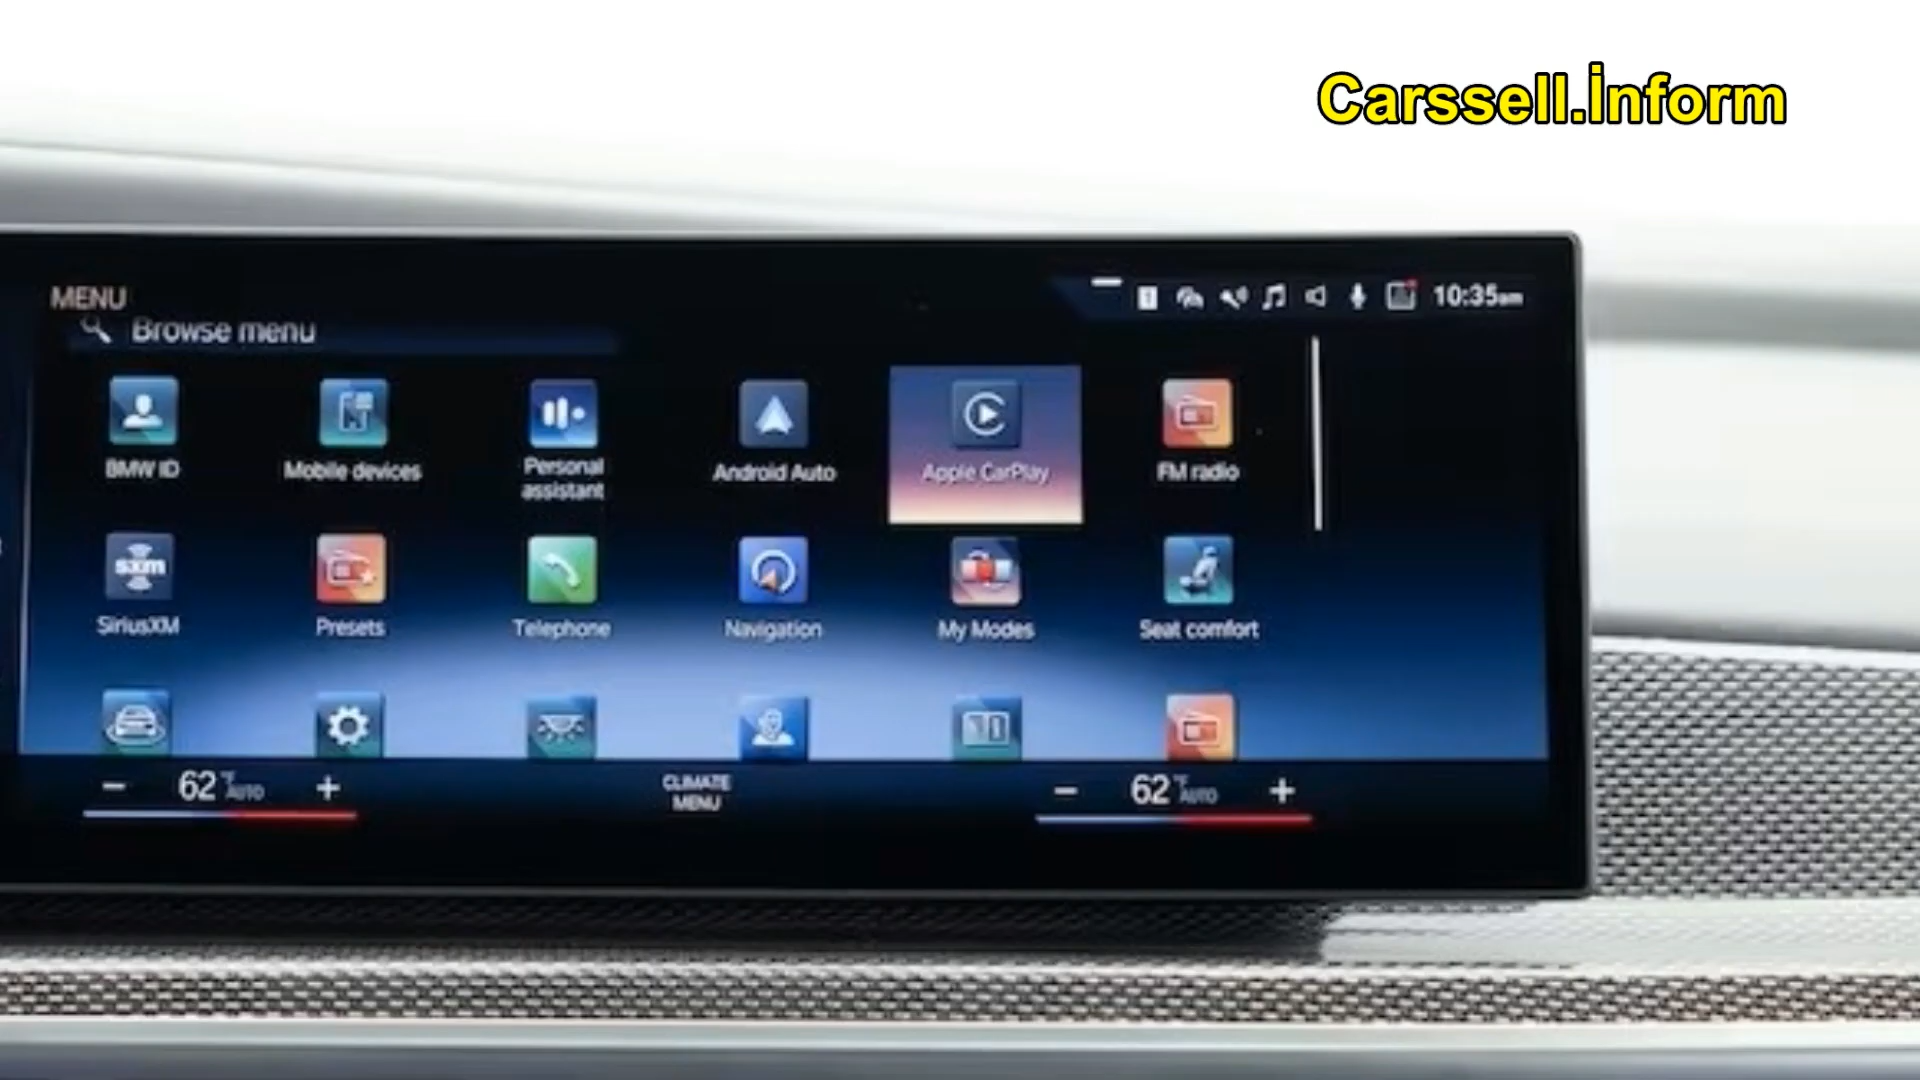 Carssell.İnform
MENU
10:35am
Browse menu
BMW ID
Mobile devices
Personal
assistant
Android Auto
Apple CarPlay
FM radio
sxm
SiriusXM
Presets
Telephone
Navigation
My Modes
Seat comfort
− 62 °F AUTO +
CLIMATE
MENU
− 62 °F AUTO +